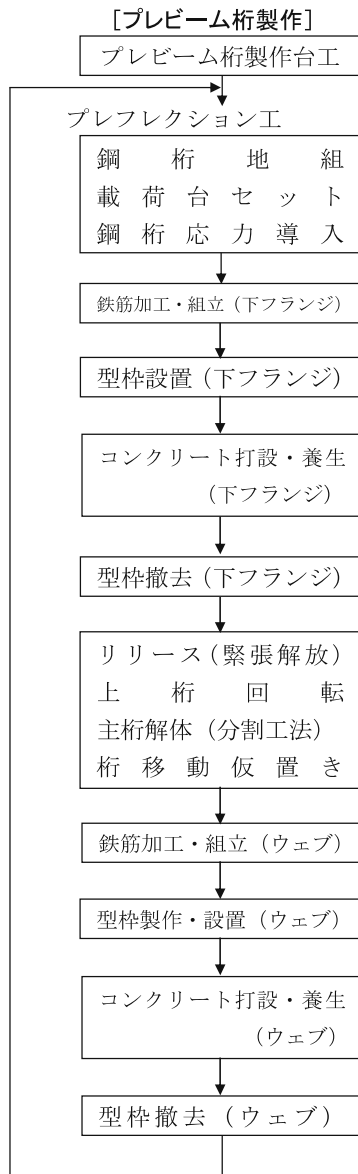 [プレビーム桁製作]
プレビーム桁製作台工
プレフレクション工
鋼桁地組
載荷台セット
鋼桁応力導入
鉄筋加工・組立(下フランジ)
型枠設置(下フランジ)
コンクリート打設・養生
(下フランジ)
型枠撤去(下フランジ)
リリース(緊張解放)
上桁回転
主桁解体(分割工法)
桁移動仮置き
鉄筋加工・組立(ウェブ)
型枠製作・設置(ウェブ)
コンクリート打設・養生
(ウェブ)
型枠撤去(ウェブ)